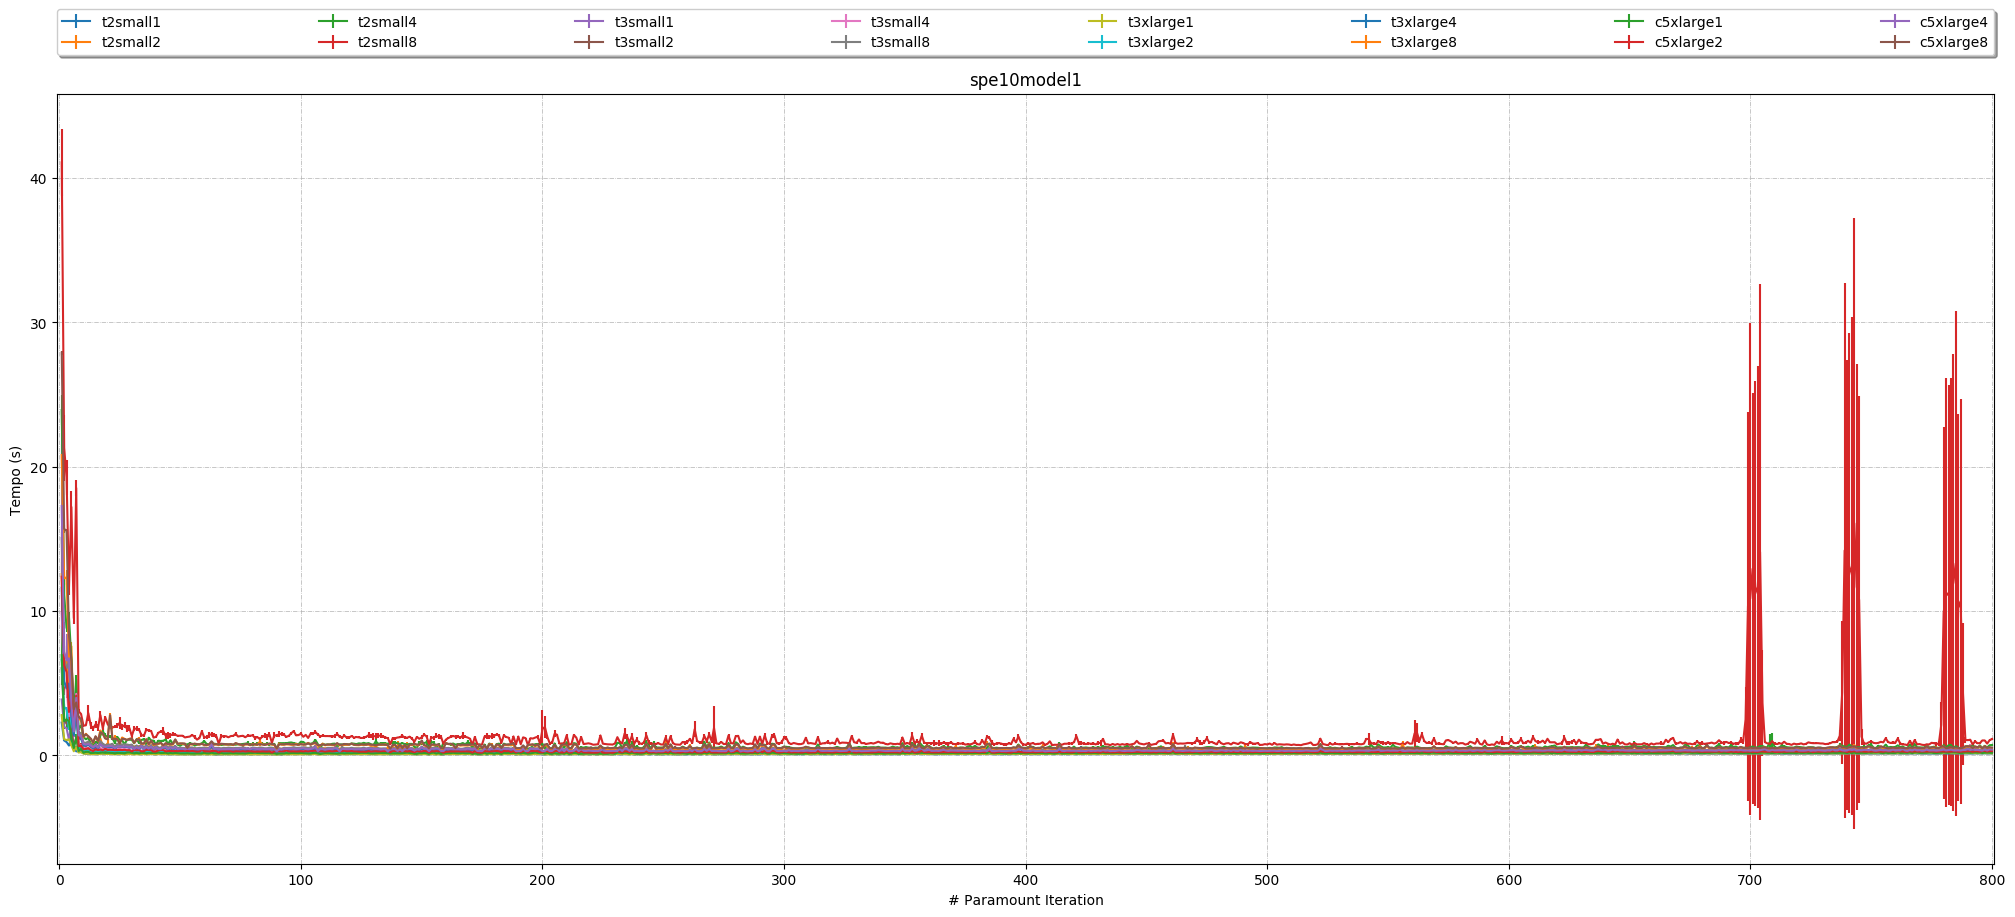 t2small1 t2small4 t3small1 t3small4 t3xlarge1 t3xlarge4 c5xlarge1 c5xlarge4
t2small2 t2small8 t3small2 t3small8 t3xlarge2 t3xlarge8 c5xlarge2 c5xlarge8
spe10model1
40
30
20
10
0
Tempo (s)
0 100 200 300 400 500 600 700 800
# Paramount Iteration